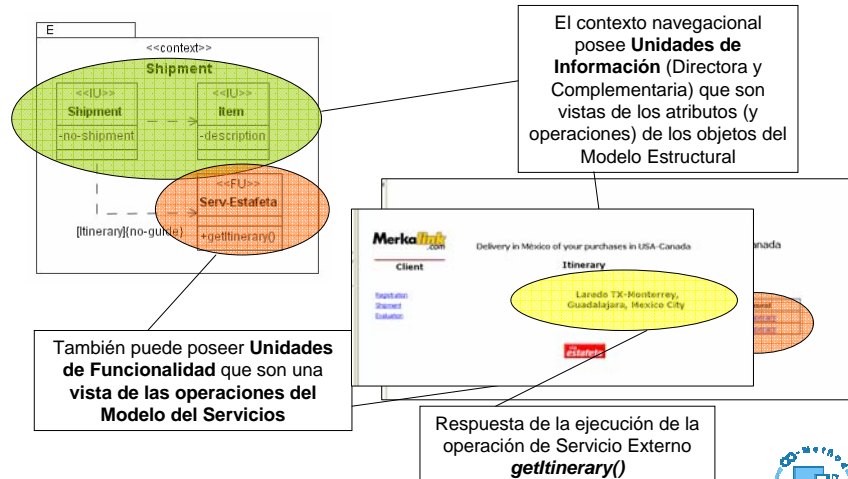 E
<<context>>
Shipment
<<IU>>
Shipment
-no-shipment
<<IU>>
Item
-description
<<FU>>
Serv-Estafeta
+getItinerary()
[Itinerary](no-guide)
El contexto navegacional
posee Unidades de
Información (Directora y
Complementaria) que son
vistas de los atributos (y
operaciones) de los objetos del
Modelo Estructural
Merkalink
.com
Client
Registration
Shipment
Evaluation
Delivery in México of your purchases in USA-Canada
Itinerary
Laredo TX-Monterrey,
Guadalajara, Mexico City
estafeta
anada
También puede poseer Unidades
de Funcionalidad que son una
vista de las operaciones del
Modelo del Servicios
Respuesta de la ejecución de la
operación de Servicio Externo
getItinerary()